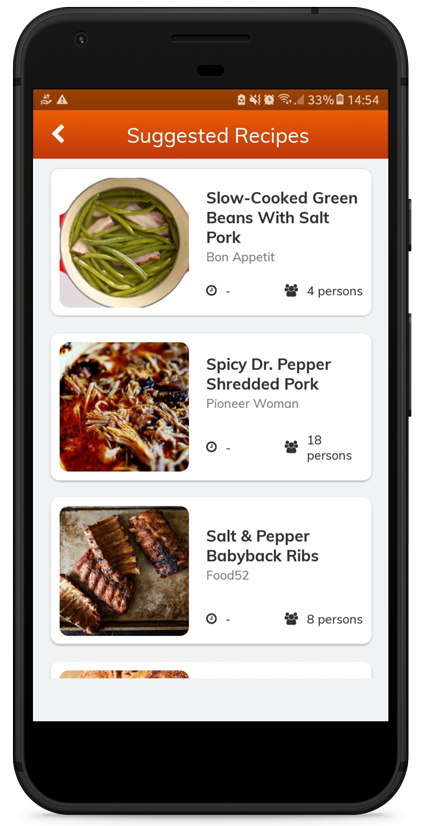 33% 14:54
Suggested Recipes
Slow-Cooked Green
Beans With Salt
Pork
Bon Appetit
- 4 persons
Spicy Dr. Pepper
Shredded Pork
Pioneer Woman
- 18
persons
Salt & Pepper
Babyback Ribs
Food52
- 8 persons